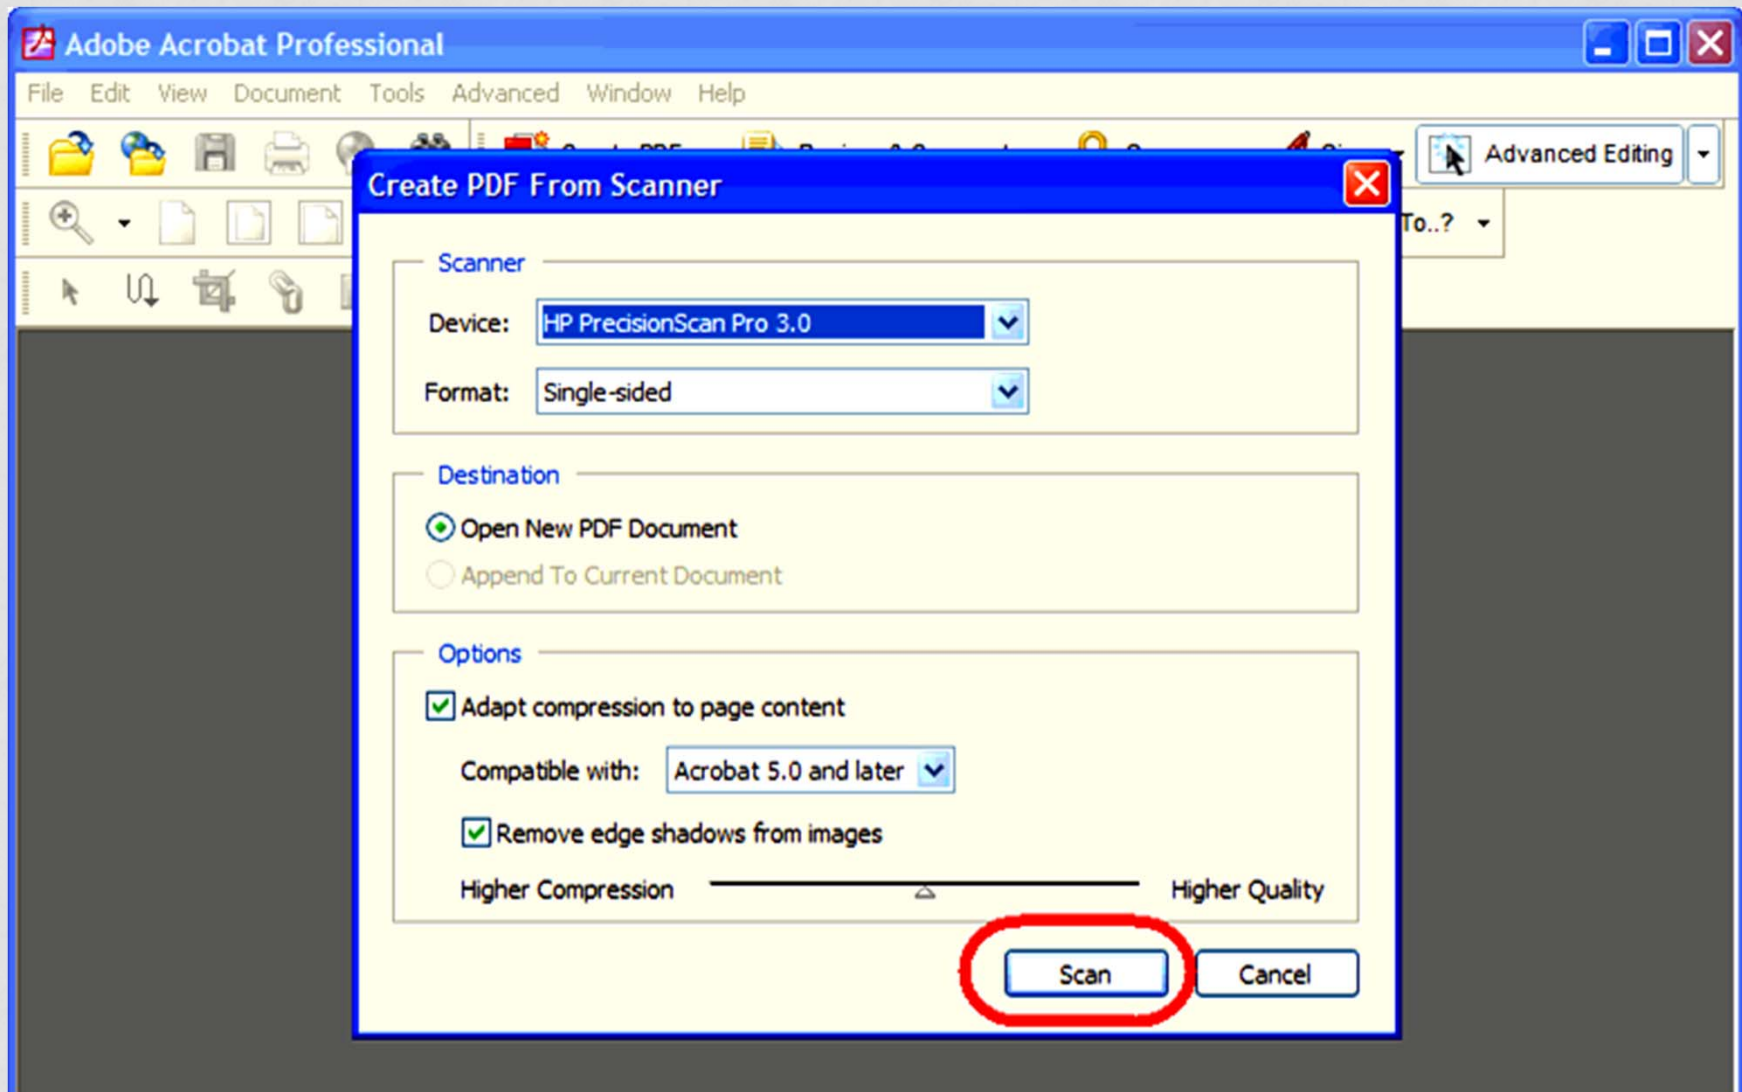 Adobe Acrobat Professional
File Edit View Document Tools Advanced Window Help
Advanced Editing
To..?
Create PDF From Scanner
Scanner
Device: HP PrecisionScan Pro 3.0
Format: Single-sided
Destination
Open New PDF Document
Append To Current Document
Options
Adapt compression to page content
Compatible with: Acrobat 5.0 and later
Remove edge shadows from images
Higher Compression Higher Quality
Scan Cancel